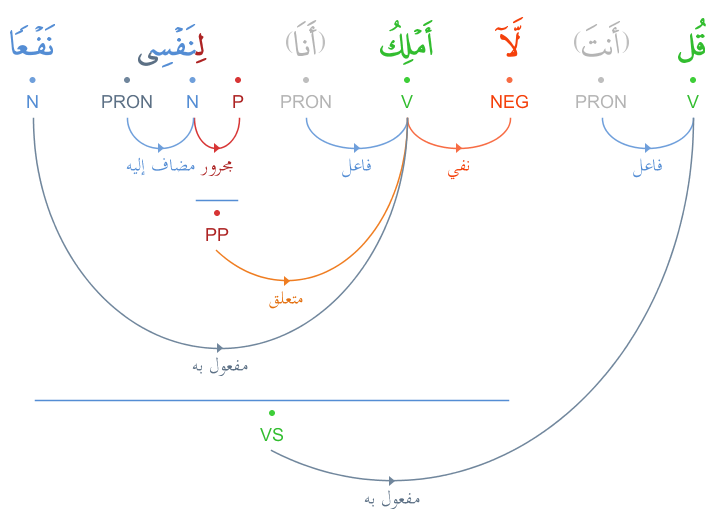 قُل (أَنتَ) لَّآ أَمْلِكُ (أَنَا) لِنَفْسِى نَفْعًا
V PRON NEG V PRON P N PRON N
فاعل نفي فاعل مجرور مضاف إليه
PP
متعلق
مفعول به
VS
مفعول به